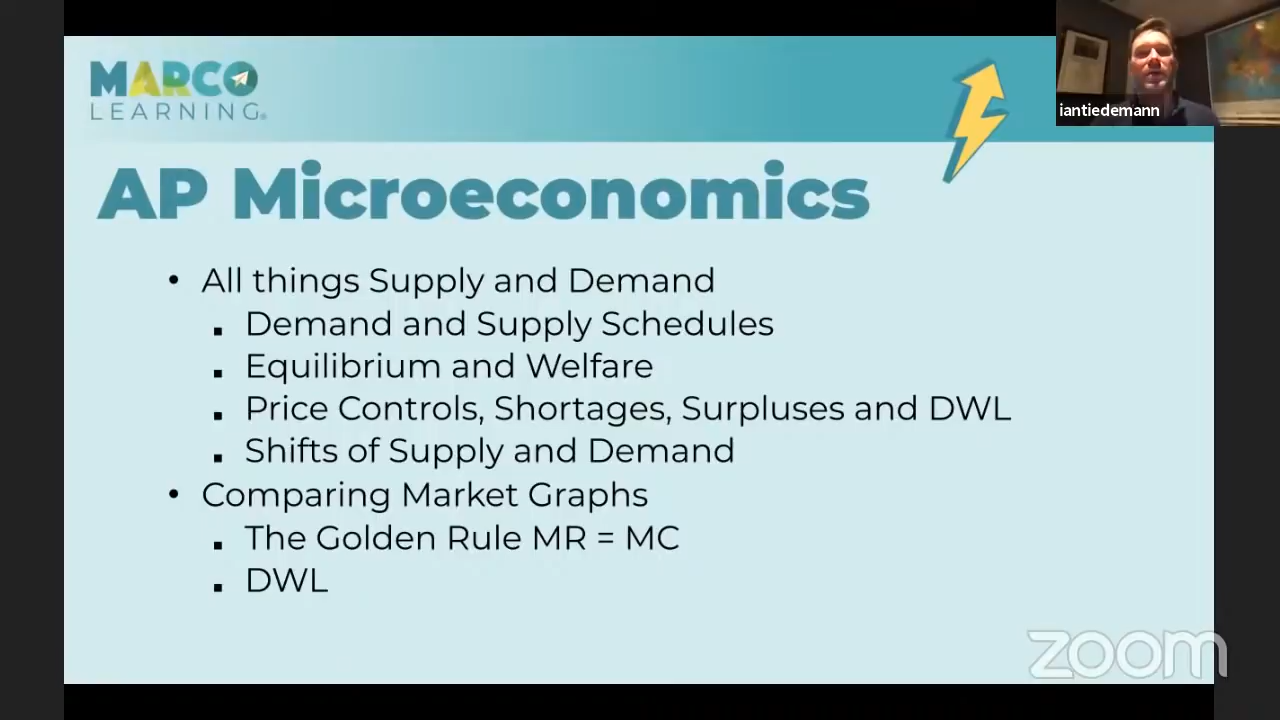 MARCO
LEARNING®
iantiedemann
AP Microeconomics
• All things Supply and Demand
▪ Demand and Supply Schedules
▪ Equilibrium and Welfare
▪ Price Controls, Shortages, Surpluses and DWL
▪ Shifts of Supply and Demand
• Comparing Market Graphs
▪ The Golden Rule MR = MC
▪ DWL
zoom